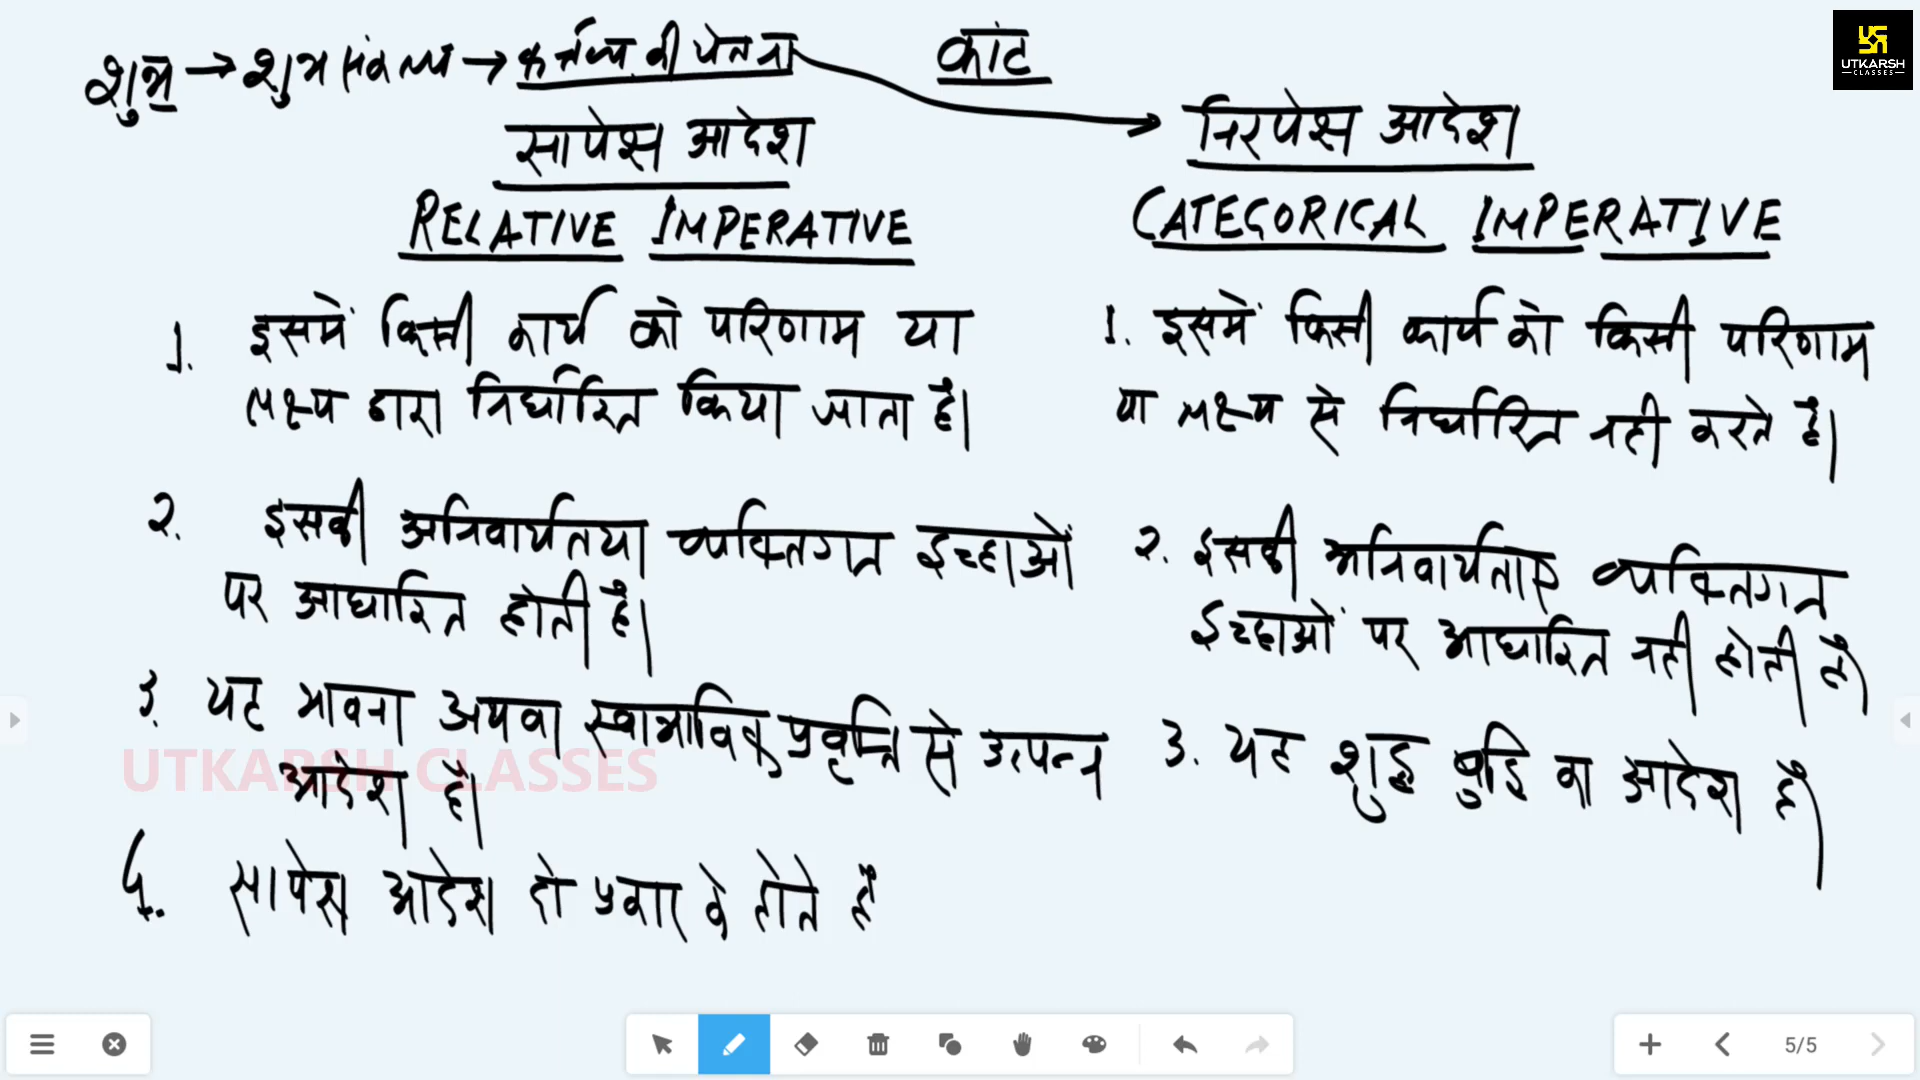 शुभ → शुभ संकल्प → कर्त्तव्य की चेतना
कांट
UTKARSH
CLASSES
सापेक्ष आदेश
निरपेक्ष आदेश
RELATIVE IMPERATIVE
CATEGORICAL IMPERATIVE
1. इसमें किसी कार्य को परिणाम या
लक्ष्य द्वारा निर्धारित किया जाता है।
2. इसकी अनिवार्यतया व्यक्तिगत इच्छाओं
पर आधारित होती है।
3. यह भावना अथवा स्वाभाविक प्रवृत्ति से उत्पन्न
आदेश है।
4. सापेक्ष आदेश दो प्रकार के होते है
1. इसमें किसी कार्य को किसी परिणाम
या लक्ष्य से निर्धारित नही करते है।
2. इसकी अनिवार्यताए व्यक्तिगत
इच्छाओं पर आधारित नही होती है।
3. यह शुद्ध बुद्धि का आदेश है।
UTKARSH CLASSES
5/5